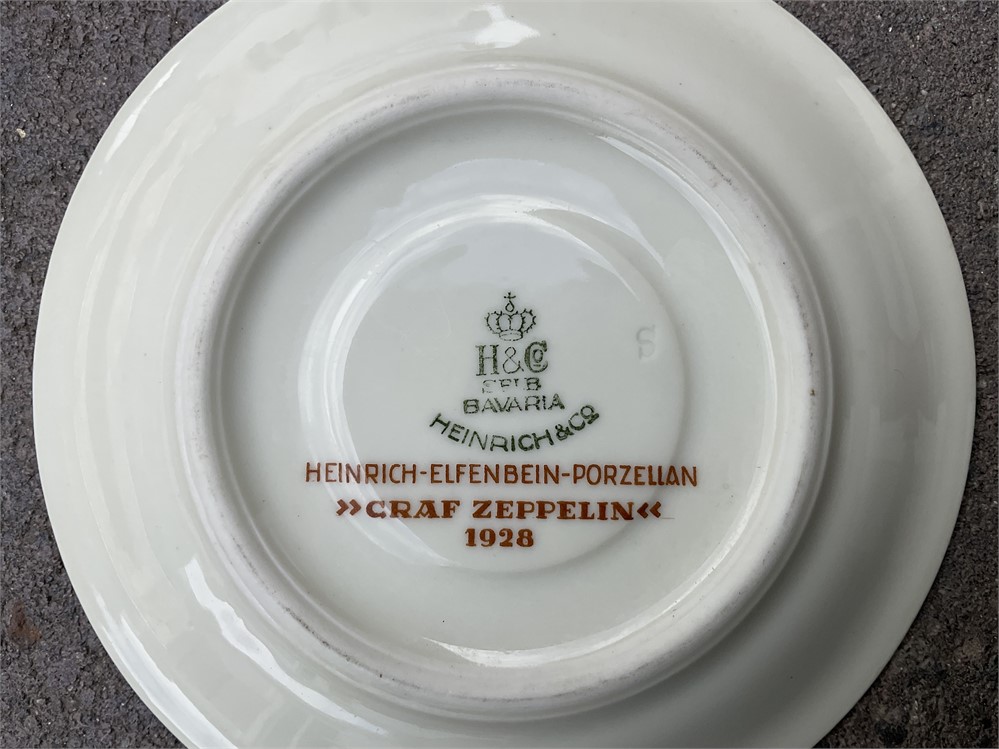 H&Co
SELB
BAVARIA
HEINRICH & Co
HEINRICH-ELFENBEIN-PORZELLAN
»GRAF ZEPPELIN«
1928
S